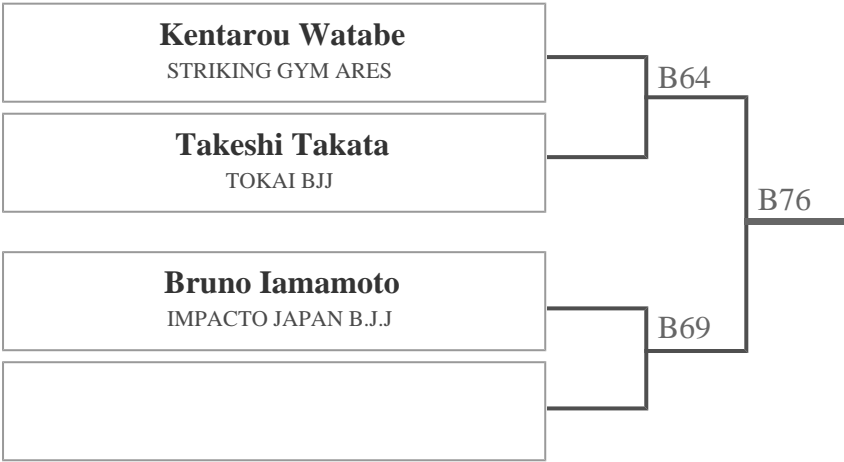 Kentarou Watabe
STRIKING GYM ARES
B64
Takeshi Takata
TOKAI BJJ
B76
Bruno Iamamoto
IMPACTO JAPAN B.J.J
B69